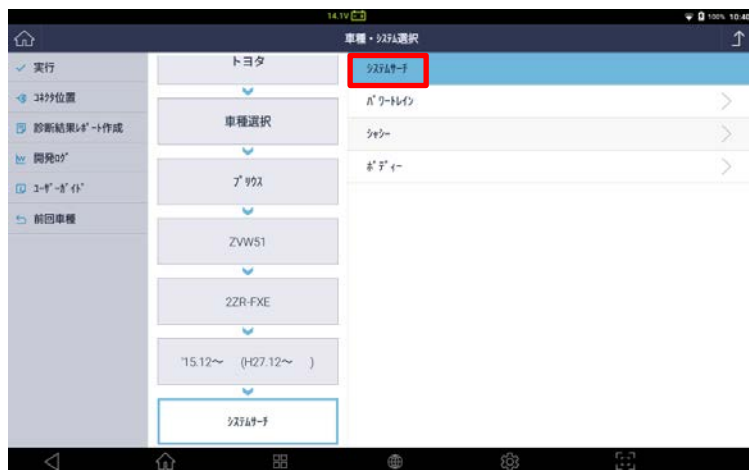 14.1V
100% 10:40
車種・ｼｽﾃﾑ選択
実行
ｺﾈｸﾀ位置
診断結果ﾚﾎﾟｰﾄ作成
開発ﾛｸﾞ
ﾕｰｻﾞｰｶﾞｲﾄﾞ
前回車種
トヨタ
車種選択
ﾌﾟﾘｳｽ
ZVW51
2ZR-FXE
'15.12～ (H27.12～ )
ｼｽﾃﾑｻｰﾁ
ｼｽﾃﾑｻｰﾁ
ﾊﾟﾜｰﾄﾚｲﾝ
ｼｬｼｰ
ﾎﾞﾃﾞｨｰ